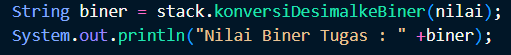 String biner = stack.konversiDesimalkeBiner(nilai);
System.out.println("Nilai Biner Tugas : " +biner);